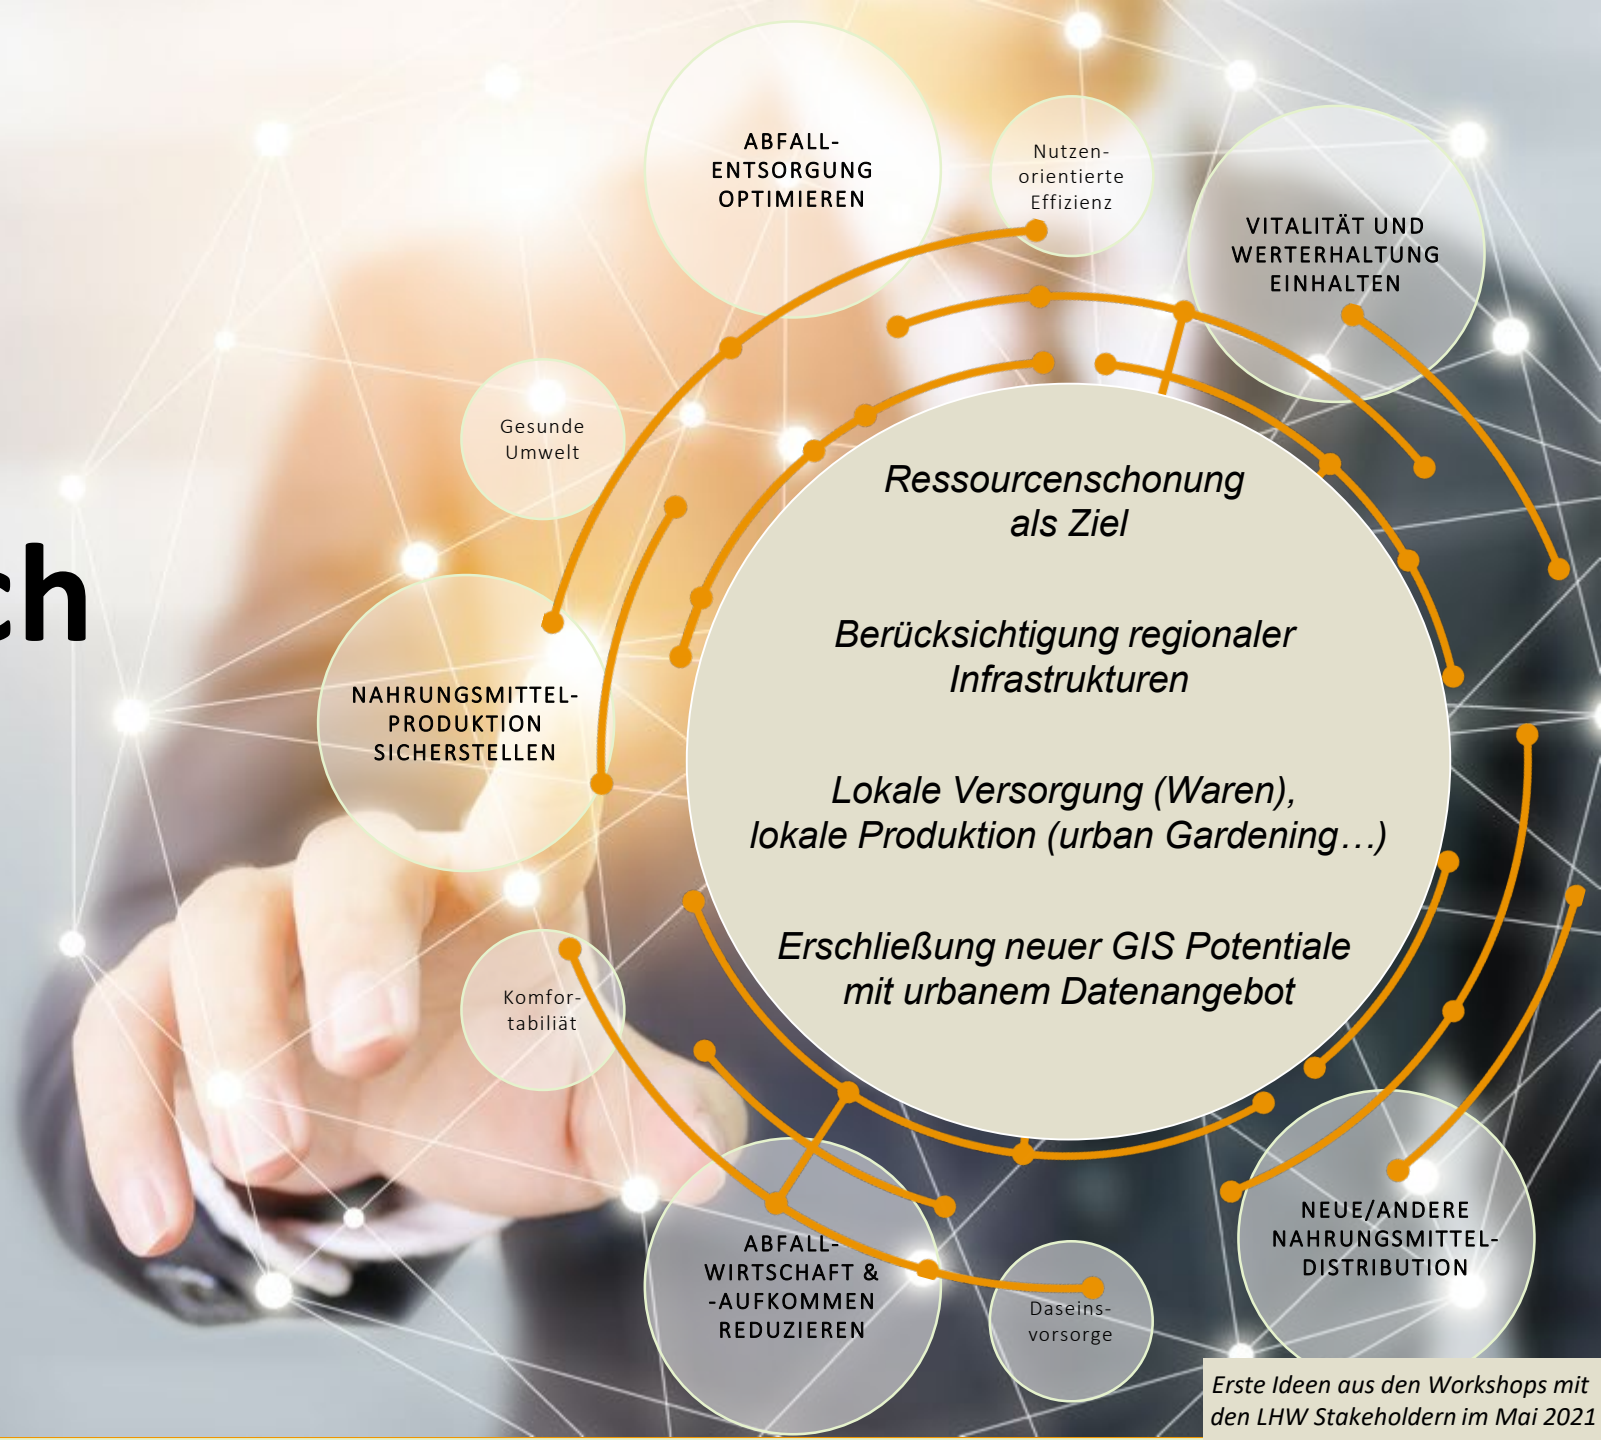 ABFALL-
ENTSORGUNG
OPTIMIEREN
Nutzen-
orientierte
Effizienz
VITALITÄT UND
WERTERHALTUNG
EINHALTEN
Gesunde
Umwelt
ch
NAHRUNGSMITTEL-
PRODUKTION
SICHERSTELLEN
Ressourcenschonung
als Ziel
Berücksichtigung regionaler
Infrastrukturen
Lokale Versorgung (Waren),
lokale Produktion (urban Gardening…)
Erschließung neuer GIS Potentiale
mit urbanem Datenangebot
Komfor-
tabiliät
ABFALL-
WIRTSCHAFT &
-AUFKOMMEN
REDUZIEREN
Daseins-
vorsorge
NEUE/ANDERE
NAHRUNGSMITTEL-
DISTRIBUTION
Erste Ideen aus den Workshops mit
den LHW Stakeholdern im Mai 2021